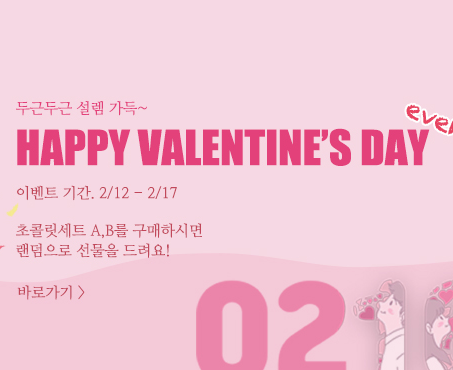 두근두근 설렘 가득~
HAPPY VALENTINE'S DAY
이벤트 기간. 2/12 - 2/17
초콜릿세트 A,B를 구매하시면
랜덤으로 선물을 드려요!
바로가기 〉
021